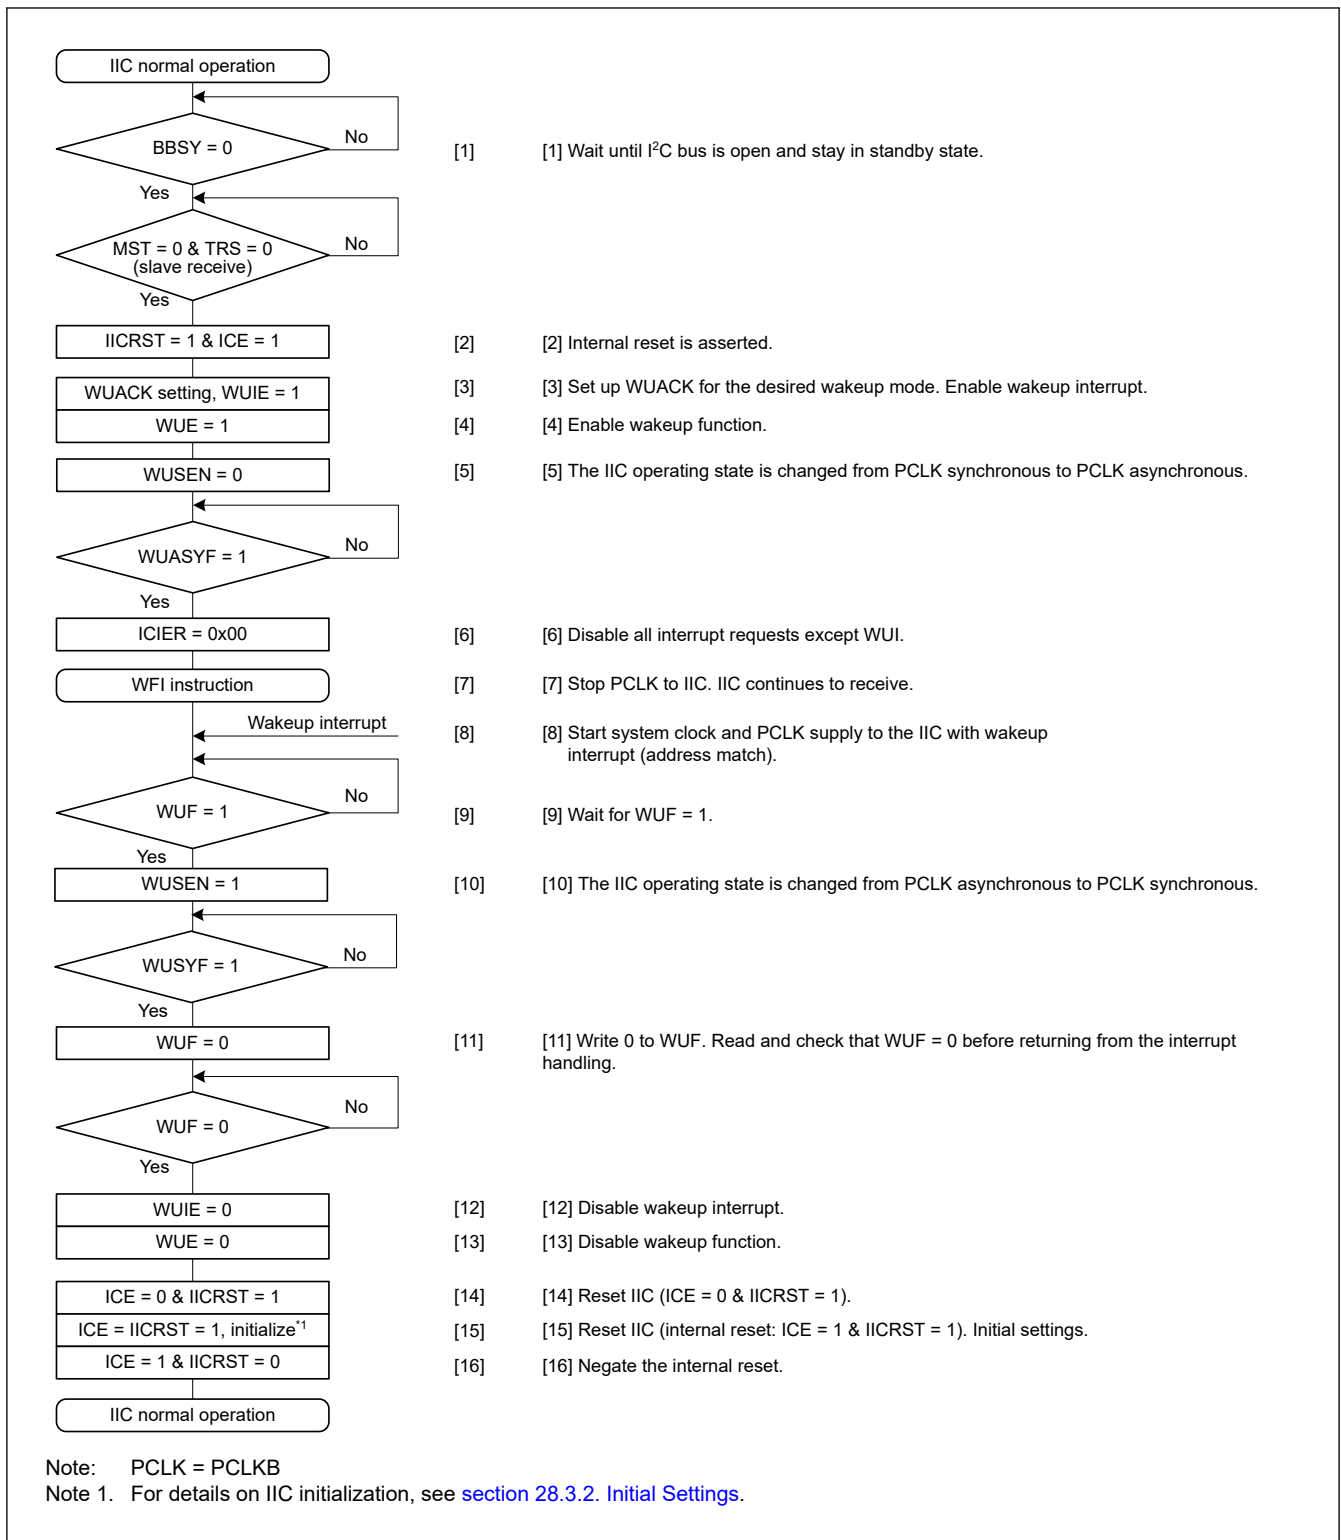 IIC normal operation
BBSY = 0
No
[1] [1] Wait until I²C bus is open and stay in standby state.
Yes
MST = 0 & TRS = 0
(slave receive)
No
Yes
IICRST = 1 & ICE = 1
[2] [2] Internal reset is asserted.
WUACK setting, WUIE = 1
[3] [3] Set up WUACK for the desired wakeup mode. Enable wakeup interrupt.
WUE = 1
[4] [4] Enable wakeup function.
WUSEN = 0
[5] [5] The IIC operating state is changed from PCLK synchronous to PCLK asynchronous.
WUASYF = 1
No
Yes
ICIER = 0x00
[6] [6] Disable all interrupt requests except WUI.
WFI instruction
[7] [7] Stop PCLK to IIC. IIC continues to receive.
Wakeup interrupt
[8] [8] Start system clock and PCLK supply to the IIC with wakeup
interrupt (address match).
WUF = 1
No
[9] [9] Wait for WUF = 1.
Yes
WUSEN = 1
[10] [10] The IIC operating state is changed from PCLK asynchronous to PCLK synchronous.
WUSYF = 1
No
Yes
WUF = 0
[11] [11] Write 0 to WUF. Read and check that WUF = 0 before returning from the interrupt
handling.
WUF = 0
No
Yes
WUIE = 0
[12] [12] Disable wakeup interrupt.
WUE = 0
[13] [13] Disable wakeup function.
ICE = 0 & IICRST = 1
[14] [14] Reset IIC (ICE = 0 & IICRST = 1).
ICE = IICRST = 1, initialize*1
[15] [15] Reset IIC (internal reset: ICE = 1 & IICRST = 1). Initial settings.
ICE = 1 & IICRST = 0
[16] [16] Negate the internal reset.
IIC normal operation
Note: PCLK = PCLKB
Note 1. For details on IIC initialization, see section 28.3.2. Initial Settings.